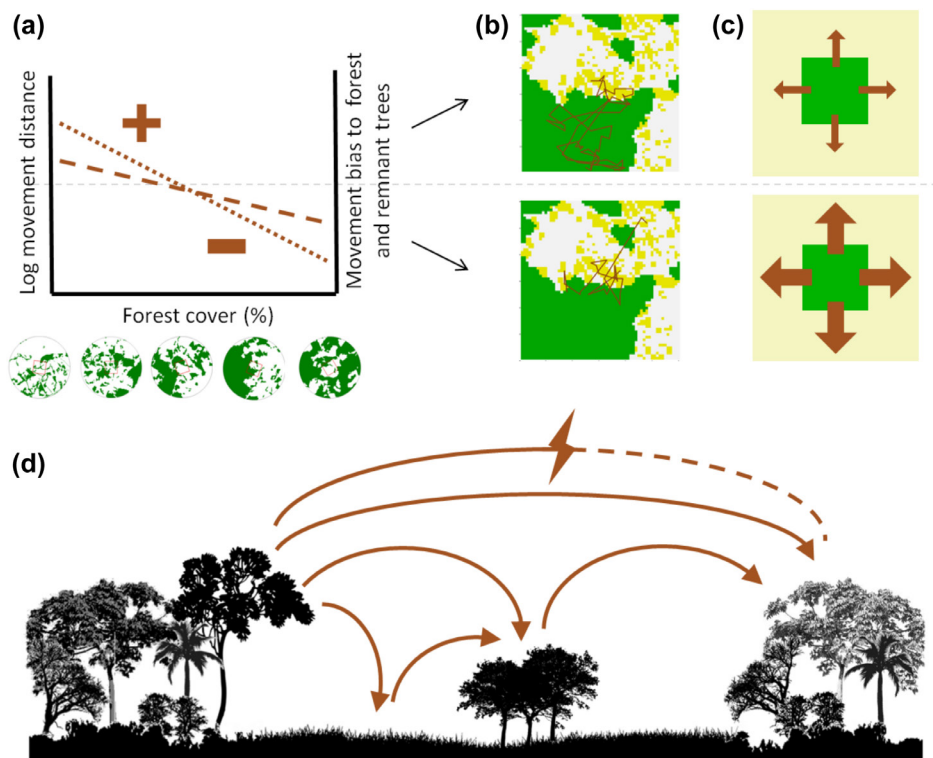 (a)
(b)
(c)
Log movement distance
Movement bias to forest
and remnant trees
Forest cover (%)
(d)